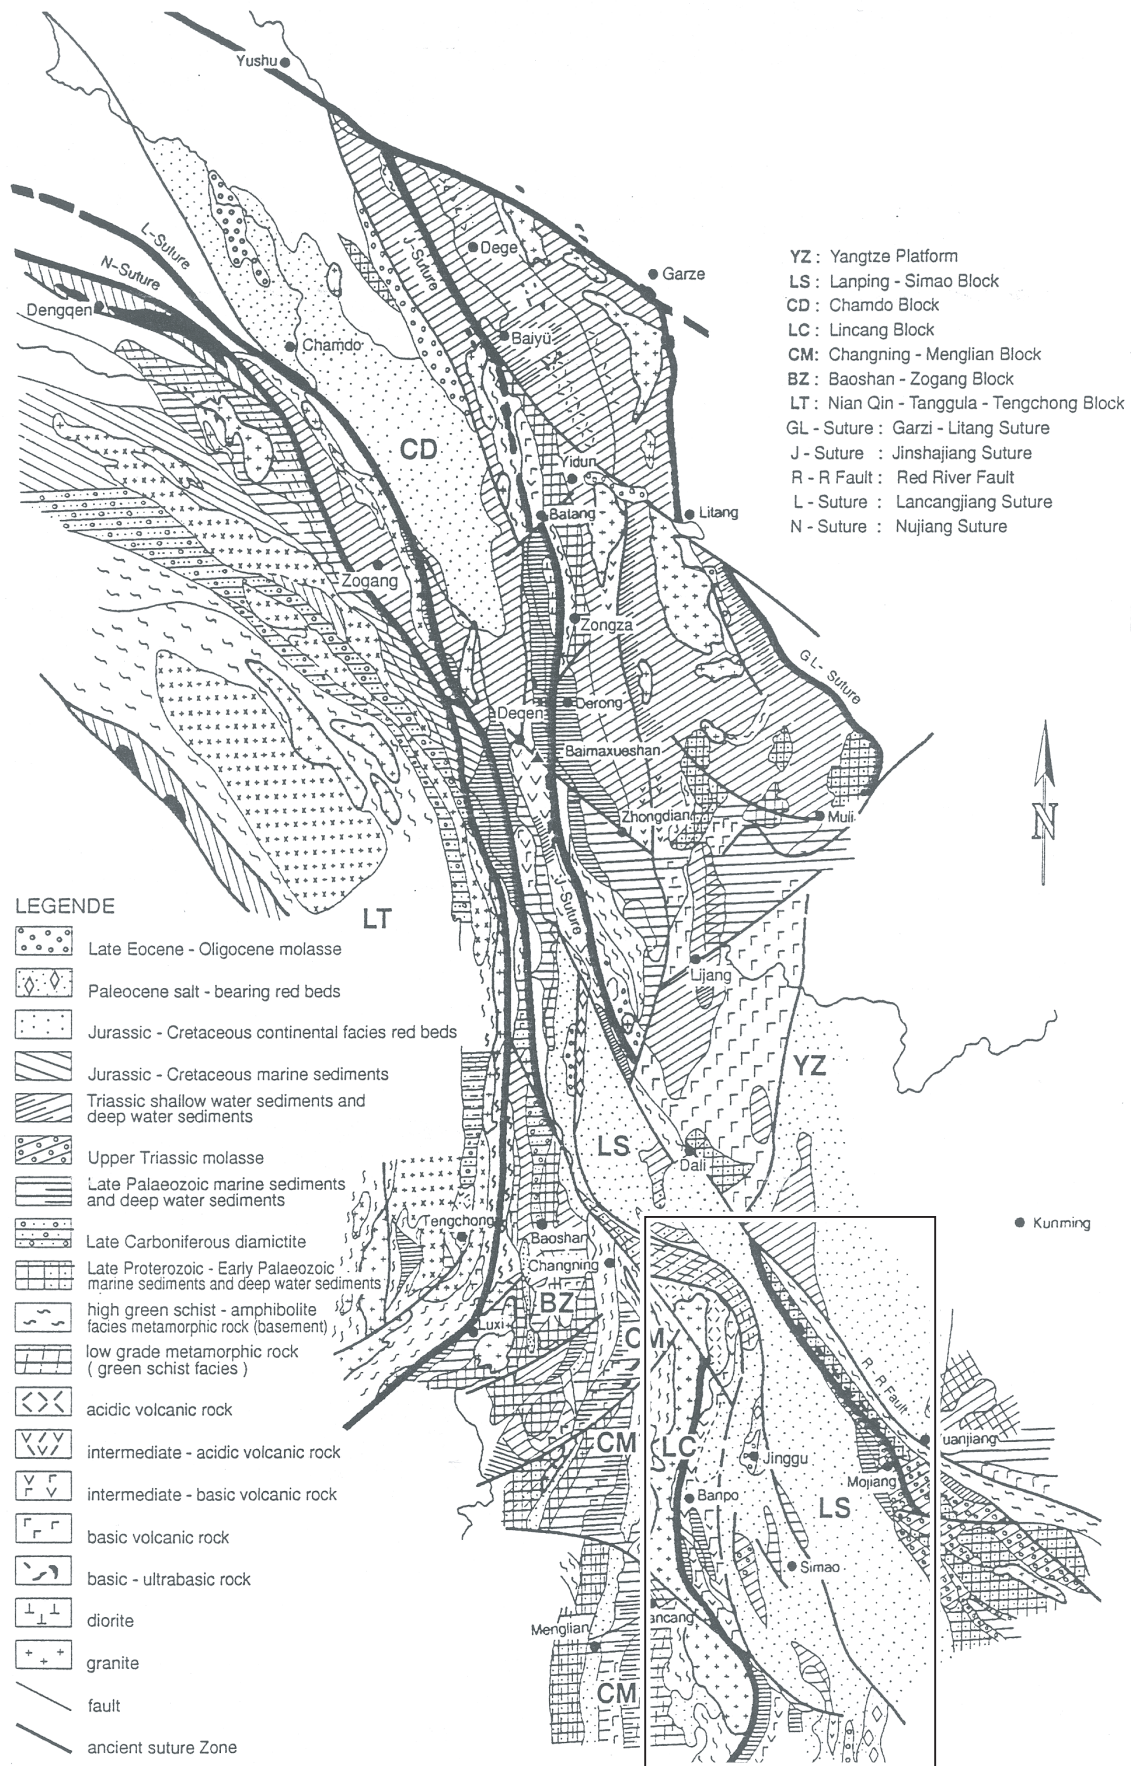 Yushu
L-Suture
N-Suture
J-Suture
Dege
Garze
Dengqen
Chamdo
Baiyü
CD
Yidun
Batang
Litang
Zogang
Zongza
GL- Suture
Deqen
Derong
Baimaxueshan
Zhongdian
Muli
LT
J-Suture
Lijang
YZ
LS
Dali
Tengchong
Baoshan
Changning
Kunming
BZ
Luxi
CM
R-R Fault
CM
LC
Jinggu
uanjiang
Mojiang
Banpo
LS
Simao
ancang
Menglian
CM
N
YZ : Yangtze Platform
LS : Lanping - Simao Block
CD : Chamdo Block
LC : Lincang Block
CM: Changning - Menglian Block
BZ : Baoshan - Zogang Block
LT : Nian Qin - Tanggula - Tengchong Block
GL - Suture : Garzi - Litang Suture
J - Suture : Jinshajiang Suture
R - R Fault : Red River Fault
L - Suture : Lancangjiang Suture
N - Suture : Nujiang Suture
LEGENDE
Late Eocene - Oligocene molasse
Paleocene salt - bearing red beds
Jurassic - Cretaceous continental facies red beds
Jurassic - Cretaceous marine sediments
Triassic shallow water sediments and
deep water sediments
Upper Triassic molasse
Late Palaeozoic marine sediments
and deep water sediments
Late Carboniferous diamictite
Late Proterozoic - Early Palaeozoic
marine sediments and deep water sediments
high green schist - amphibolite
facies metamorphic rock (basement)
low grade metamorphic rock
( green schist facies )
acidic volcanic rock
intermediate - acidic volcanic rock
intermediate - basic volcanic rock
basic volcanic rock
basic - ultrabasic rock
diorite
granite
fault
ancient suture Zone